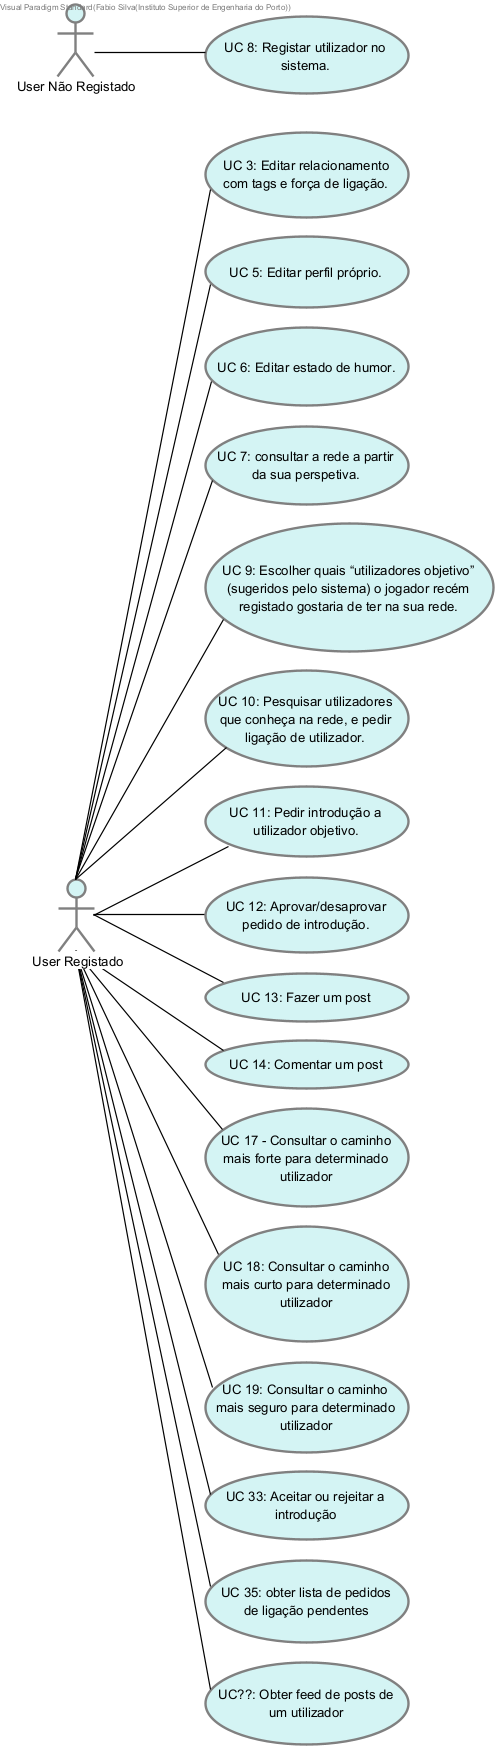 Visual Paradigm Standard(Fabio Silva(Instituto Superior de Engenharia do Porto))
User Não Registado
UC 8: Registar utilizador no
sistema.
UC 3: Editar relacionamento
com tags e força de ligação.
UC 5: Editar perfil próprio.
UC 6: Editar estado de humor.
UC 7: consultar a rede a partir
da sua perspetiva.
UC 9: Escolher quais “utilizadores objetivo”
(sugeridos pelo sistema) o jogador recém
registado gostaria de ter na sua rede.
UC 10: Pesquisar utilizadores
que conheça na rede, e pedir
ligação de utilizador.
UC 11: Pedir introdução a
utilizador objetivo.
User Registado
UC 12: Aprovar/desaprovar
pedido de introdução.
UC 13: Fazer um post
UC 14: Comentar um post
UC 17 - Consultar o caminho
mais forte para determinado
utilizador
UC 18: Consultar o caminho
mais curto para determinado
utilizador
UC 19: Consultar o caminho
mais seguro para determinado
utilizador
UC 33: Aceitar ou rejeitar a
introdução
UC 35: obter lista de pedidos
de ligação pendentes
UC??: Obter feed de posts de
um utilizador